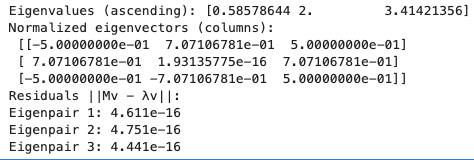 Eigenvalues (ascending): [0.58578644 2.         3.41421356]
Normalized eigenvectors (columns):
 [[-5.00000000e-01  7.07106781e-01  5.00000000e-01]
 [ 7.07106781e-01  1.93135775e-16  7.07106781e-01]
 [-5.00000000e-01 -7.07106781e-01  5.00000000e-01]]
Residuals ||Mv − λv||:
Eigenpair 1: 4.611e-16
Eigenpair 2: 4.751e-16
Eigenpair 3: 4.441e-16